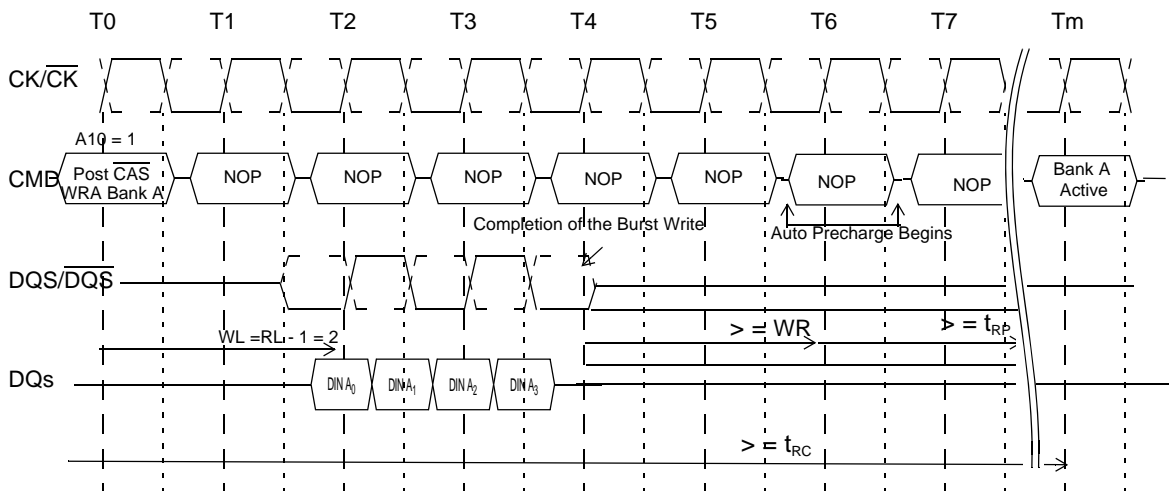 T0 T1 T2 T3 T4 T5 T6 T7 Tm
CK/CK
A10 = 1
CMD
Post CAS
WRA Bank A
NOP NOP NOP NOP NOP NOP NOP
Bank A
Active
Completion of the Burst Write
Auto Precharge Begins
DQS/DQS
WL =RL - 1 = 2
> = WR
> = tRP
DQs
DIN A0 DIN A1 DIN A2 DIN A3
> = tRC